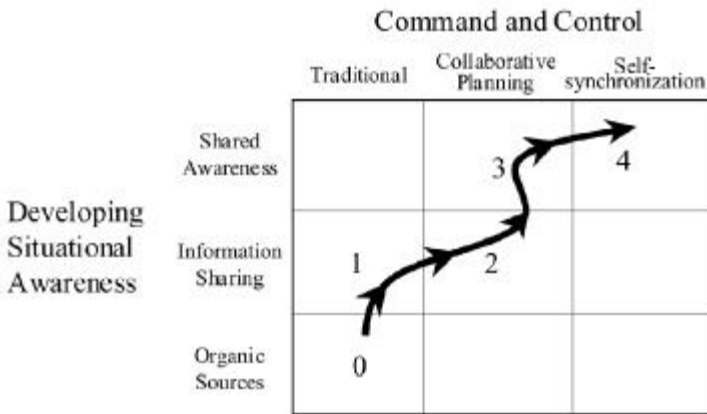 Command and Control
Traditional
Collaborative
Planning
Self-
synchronization
Shared
Awareness
3
4
Developing
Situational
Awareness
Information
Sharing
1
2
Organic
Sources
0